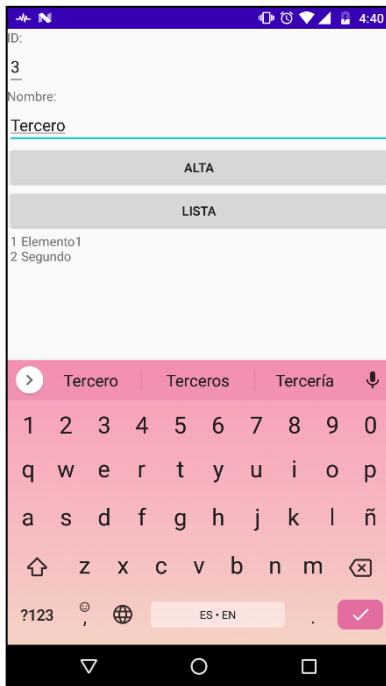 4:40
ID:
3
Nombre:
Tercero
ALTA
LISTA
1 Elemento1
2 Segundo
Tercero Terceros Tercería
1 2 3 4 5 6 7 8 9 0
q w e r t y u i o p
a s d f g h j k l ñ
z x c v b n m
?123 , ES • EN .